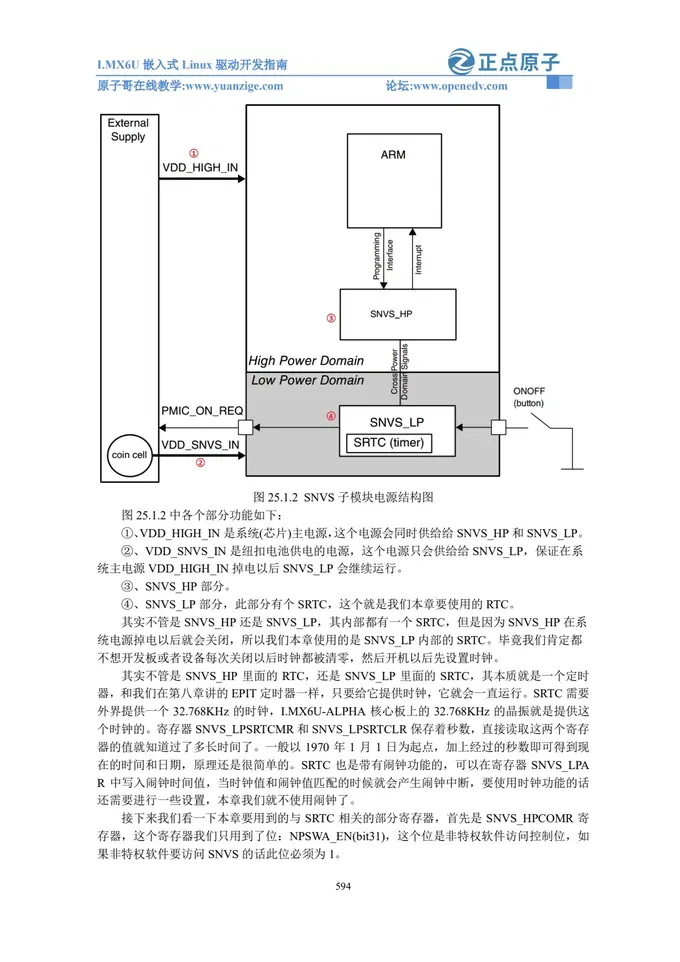 I.MX6U 嵌入式 Linux 驱动开发指南
正点原子
原子哥在线教学:www.yuanzige.com
论坛:www.openedv.com
External
Supply
①
VDD_HIGH_IN
ARM
Programming
Interface
Interrupt
③
SNVS_HP
High Power Domain
Low Power Domain
Cross Power
Domain Signals
PMIC_ON_REQ
④
SNVS_LP
SRTC (timer)
ONOFF
(button)
VDD_SNVS_IN
coin cell
②
图 25.1.2 SNVS 子模块电源结构图
图 25.1.2 中各个部分功能如下：
①、VDD_HIGH_IN 是系统(芯片)主电源，这个电源会同时供给给 SNVS_HP 和 SNVS_LP。
②、VDD_SNVS_IN 是纽扣电池供电的电源，这个电源只会供给给 SNVS_LP，保证在系
统主电源 VDD_HIGH_IN 掉电以后 SNVS_LP 会继续运行。
③、SNVS_HP 部分。
④、SNVS_LP 部分，此部分有个 SRTC，这个就是我们本章要使用的 RTC。
其实不管是 SNVS_HP 还是 SNVS_LP，其内部都有一个 SRTC，但是因为 SNVS_HP 在系
统电源掉电以后就会关闭，所以我们本章使用的是 SNVS_LP 内部的 SRTC。毕竟我们肯定都
不想开发板或者设备每次关闭以后时钟都被清零，然后开机以后先设置时钟。
其实不管是 SNVS_HP 里面的 RTC，还是 SNVS_LP 里面的 SRTC，其本质就是一个定时
器，和我们在第八章讲的 EPIT 定时器一样，只要给它提供时钟，它就会一直运行。SRTC 需要
外界提供一个 32.768KHz 的时钟，I.MX6U-ALPHA 核心板上的 32.768KHz 的晶振就是提供这
个时钟的。寄存器 SNVS_LPSRTCMR 和 SNVS_LPSRTCLR 保存着秒数，直接读取这两个寄存
器的值就知道过了多长时间了。一般以 1970 年 1 月 1 日为起点，加上经过的秒数即可得到现
在的时间和日期，原理还是很简单的。SRTC 也是带有闹钟功能的，可以在寄存器 SNVS_LPA
R 中写入闹钟时间值，当时钟值和闹钟值匹配的时候就会产生闹钟中断，要使用时钟功能的话
还需要进行一些设置，本章我们就不使用闹钟了。
接下来我们看一下本章要用到的与 SRTC 相关的部分寄存器，首先是 SNVS_HPCOMR 寄
存器，这个寄存器我们只用到了位：NPSWA_EN(bit31)，这个位是非特权软件访问控制位，如
果非特权软件要访问 SNVS 的话此位必须为 1。
594